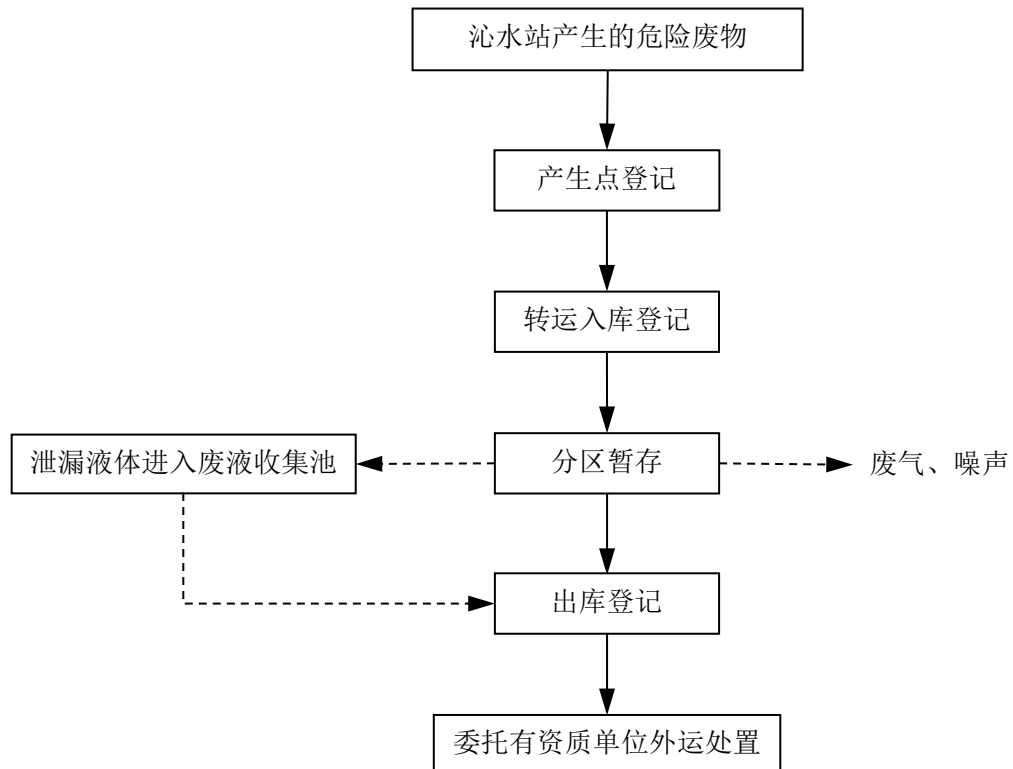 沁水站产生的危险废物
产生点登记
转运入库登记
泄漏液体进入废液收集池
分区暂存
废气、噪声
出库登记
委托有资质单位外运处置